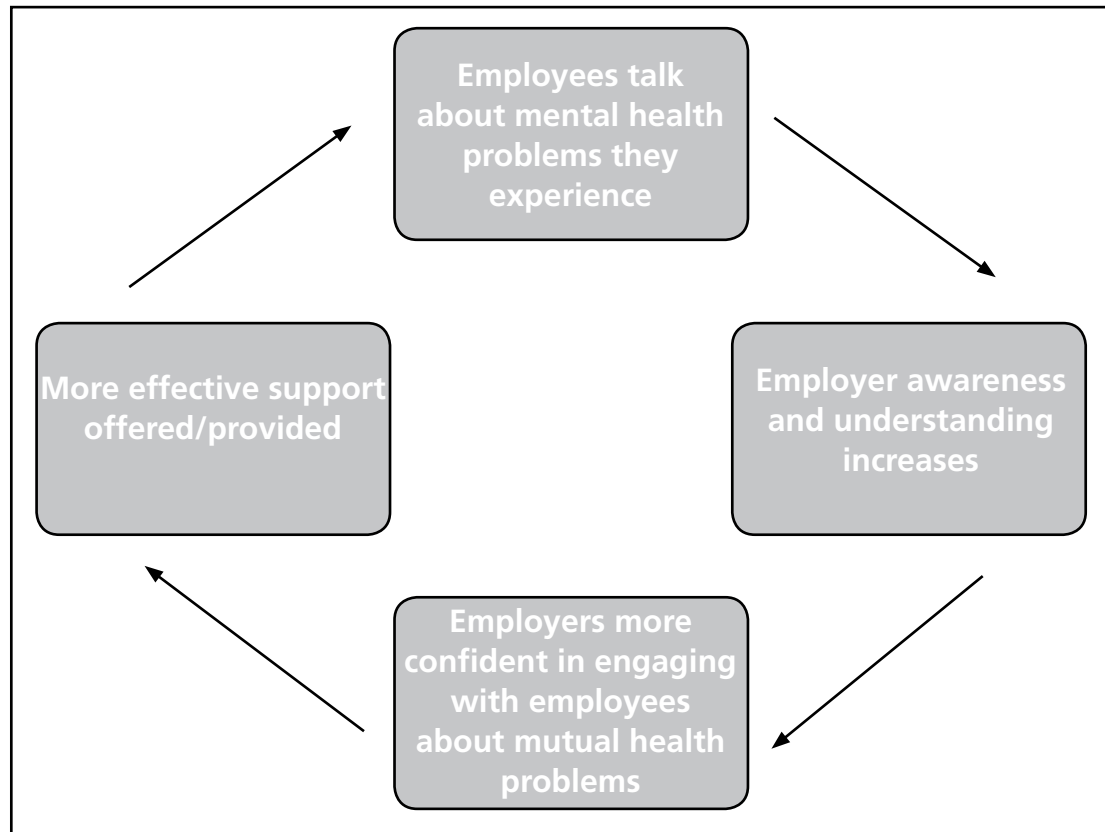 Employees talk
about mental health
problems they
experience
More effective support
offered/provided
Employer awareness
and understanding
increases
Employers more
confident in engaging
with employees
about mutual health
problems